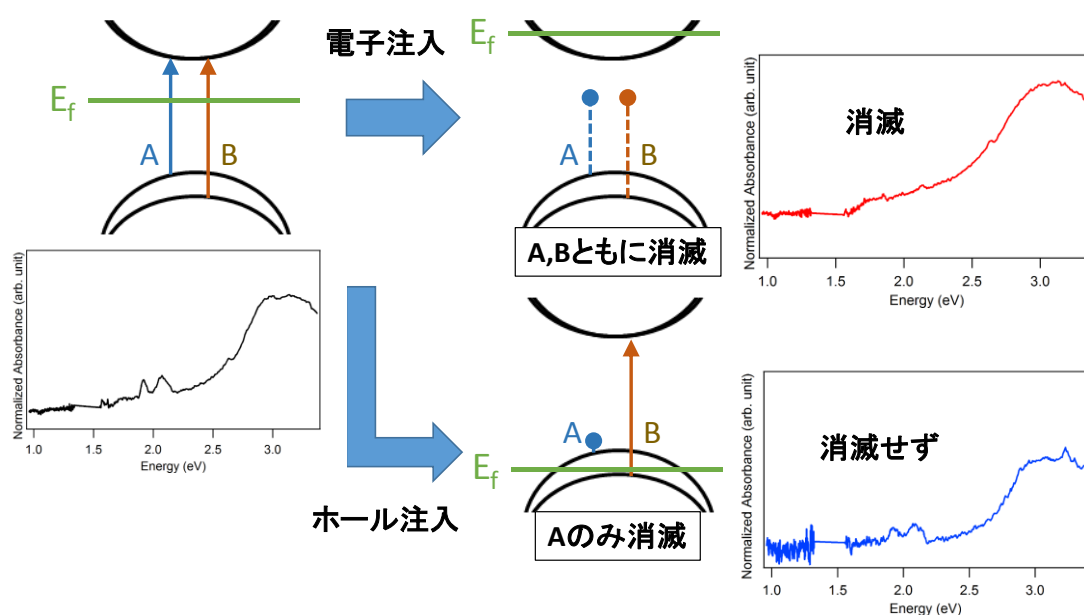 電子注入
E_f
A
B
E_f
A
B
A,Bともに消滅
消滅
Normalized Absorbance (arb. unit)
1.0 1.5 2.0 2.5 3.0
Energy (eV)
Normalized Absorbance (arb. unit)
1.0 1.5 2.0 2.5 3.0
Energy (eV)
ホール注入
E_f
A
B
Aのみ消滅
消滅せず
Normalized Absorbance (arb. unit)
1.0 1.5 2.0 2.5 3.0
Energy (eV)